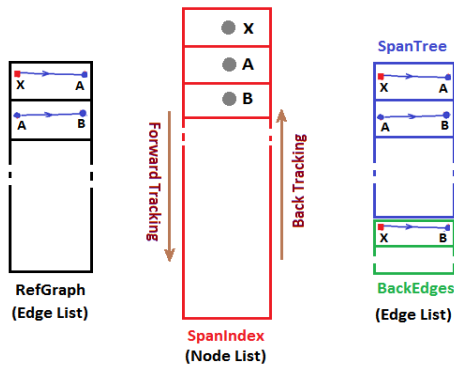 X A
A B
RefGraph
(Edge List)
X
A
B
Forward Tracking
Back Tracking
SpanIndex
(Node List)
SpanTree
X A
A B
X B
BackEdges
(Edge List)